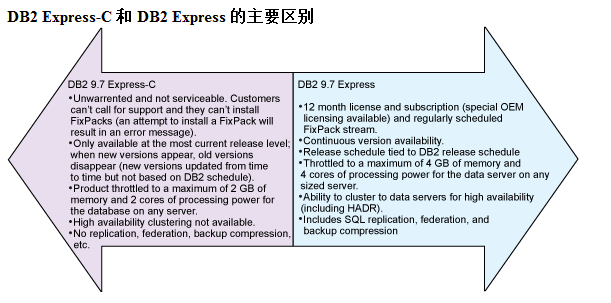 DB2 Express-C 和 DB2 Express 的主要区别
DB2 9.7 Express-C
•Unwarrented and not serviceable. Customers
can't call for support and they can't install
FixPacks (an attempt to install a FixPack will
result in an error message).
•Only available at the most current release level;
when new versions appear, old versions
disappear (new versions updated from time
to time but not based on DB2 schedule).
•Product throttled to a maximum of 2 GB of
memory and 2 cores of processing power for
the database on any server.
•High availability clustering not available.
•No replication, federation, backup compression,
etc.
DB2 9.7 Express
•12 month license and subscription (special OEM
licensing available) and regularly scheduled
FixPack stream.
•Continuous version availability.
•Release schedule tied to DB2 release schedule
•Throttled to a maximum of 4 GB of memory and
4 cores of processing power for the data server on any
sized server.
•Ability to cluster to data servers for high availability
(including HADR).
•Includes SQL replication, federation, and
backup compression